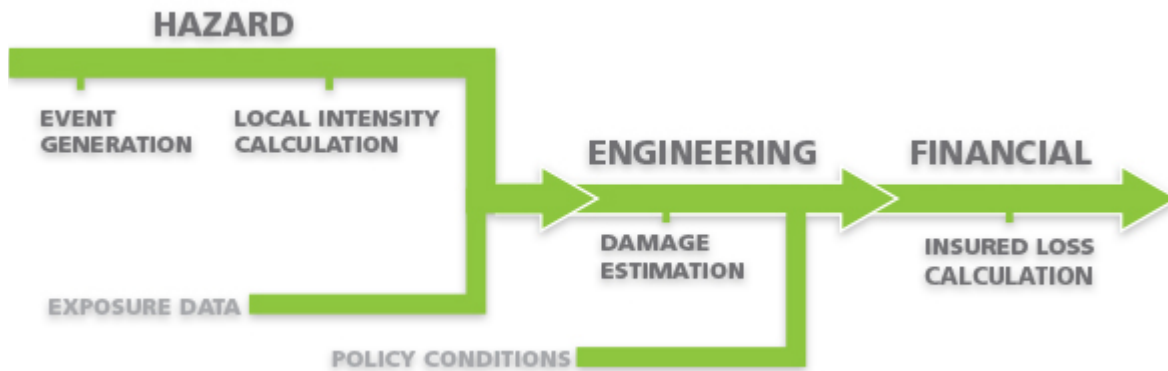 HAZARD
EVENT
GENERATION
LOCAL INTENSITY
CALCULATION
ENGINEERING
FINANCIAL
DAMAGE
ESTIMATION
INSURED LOSS
CALCULATION
EXPOSURE DATA
POLICY CONDITIONS